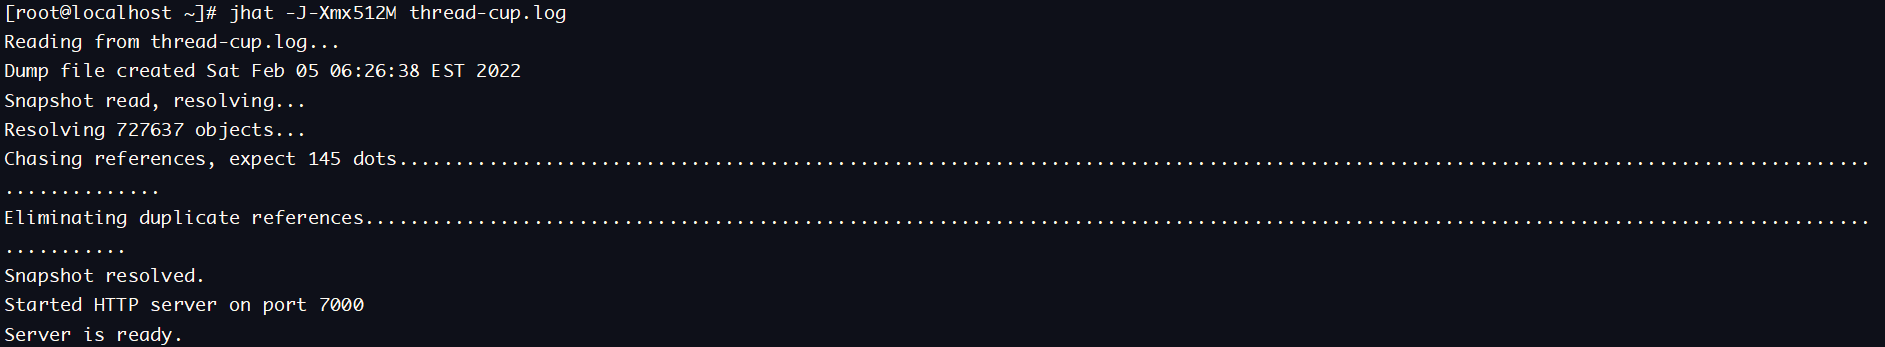 [root@localhost ~]# jhat -J-Xmx512M thread-cup.log
Reading from thread-cup.log...
Dump file created Sat Feb 05 06:26:38 EST 2022
Snapshot read, resolving...
Resolving 727637 objects...
Chasing references, expect 145 dots...................................................................................................................................
..............
Eliminating duplicate references......................................................................................................................................
...........
Snapshot resolved.
Started HTTP server on port 7000
Server is ready.